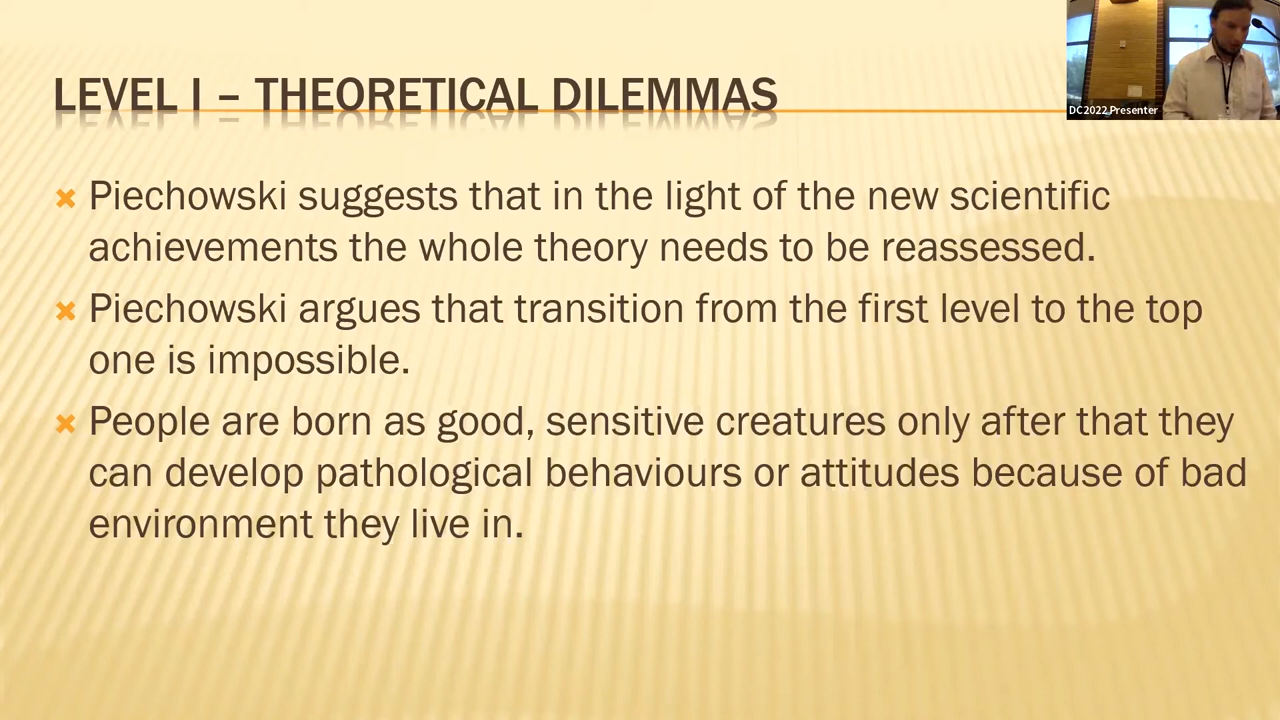 LEVEL I – THEORETICAL DILEMMAS
DC2022 Presenter
Piechowski suggests that in the light of the new scientific
achievements the whole theory needs to be reassessed.
Piechowski argues that transition from the first level to the top
one is impossible.
People are born as good, sensitive creatures only after that they
can develop pathological behaviours or attitudes because of bad
environment they live in.